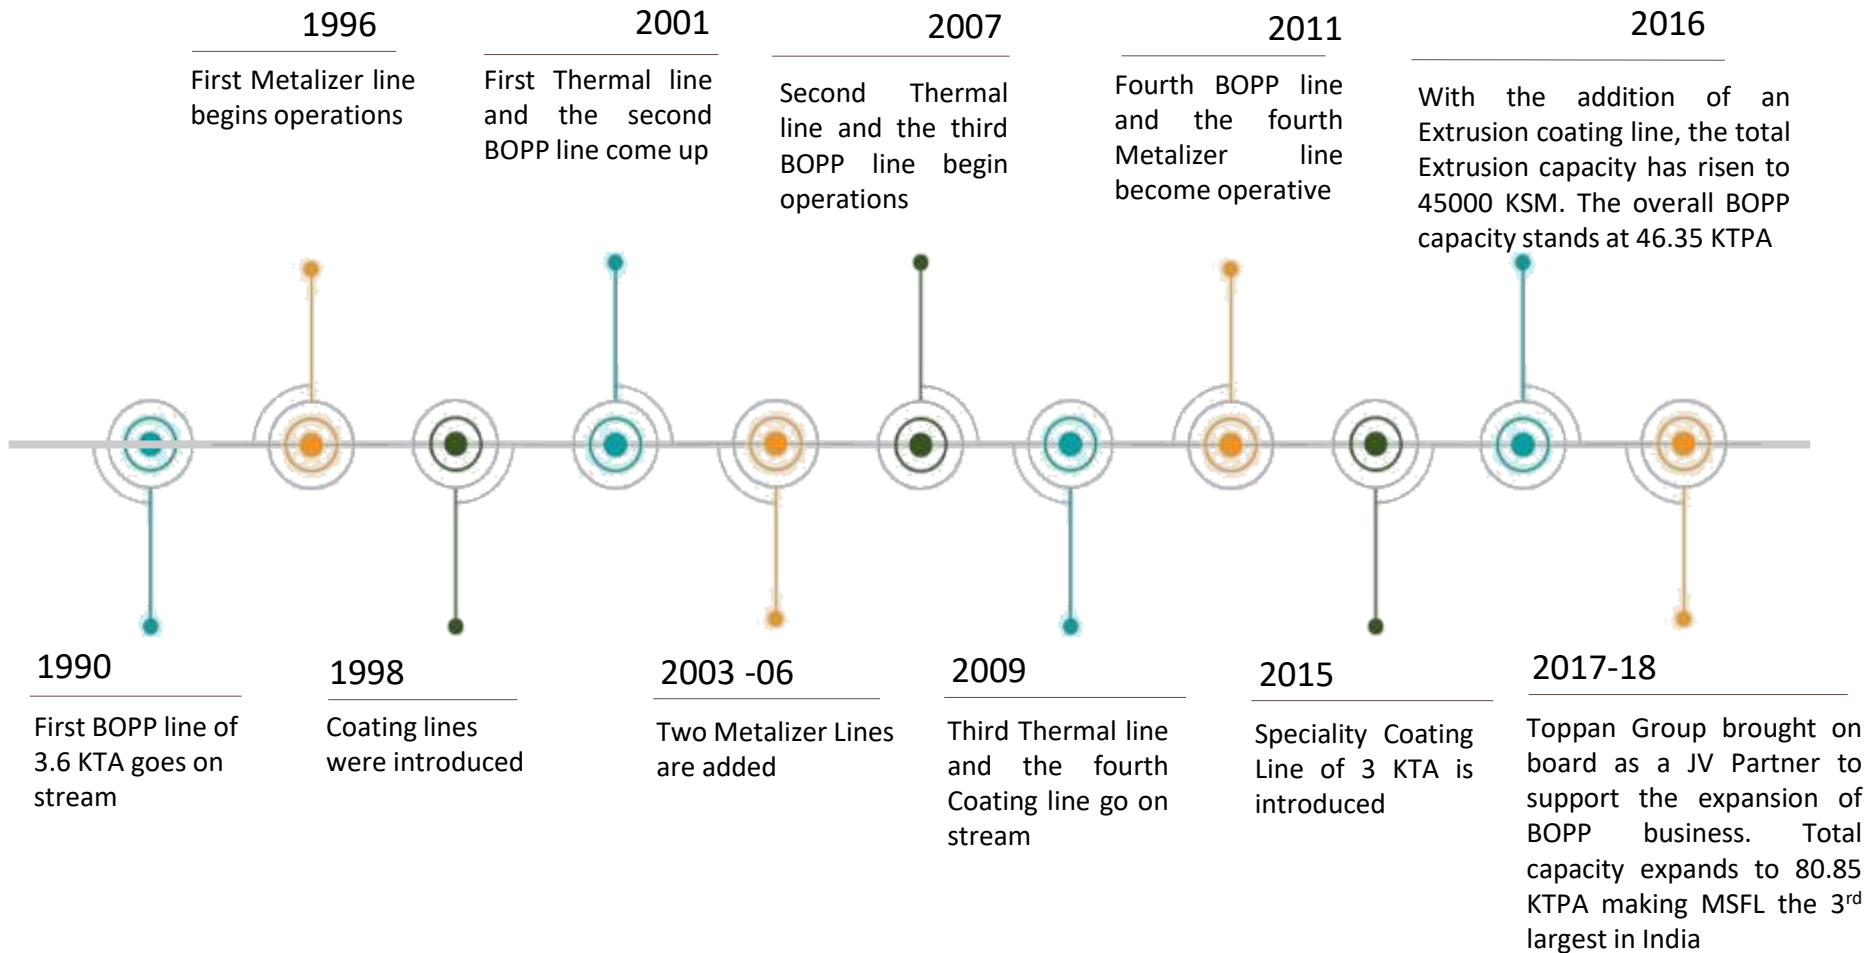 1996
First Metalizer line
begins operations
2001
First Thermal line
and the second
BOPP line come up
2007
Second Thermal
line and the third
BOPP line begin
operations
2011
Fourth BOPP line
and the fourth
Metalizer line
become operative
2016
With the addition of an
Extrusion coating line, the total
Extrusion capacity has risen to
45000 KSM. The overall BOPP
capacity stands at 46.35 KTPA
1990
First BOPP line of
3.6 KTA goes on
stream
1998
Coating lines
were introduced
2003 -06
Two Metalizer Lines
are added
2009
Third Thermal line
and the fourth
Coating line go on
stream
2015
Speciality Coating
Line of 3 KTA is
introduced
2017-18
Toppan Group brought on
board as a JV Partner to
support the expansion of
BOPP business. Total
capacity expands to 80.85
KTPA making MSFL the 3rd
largest in India